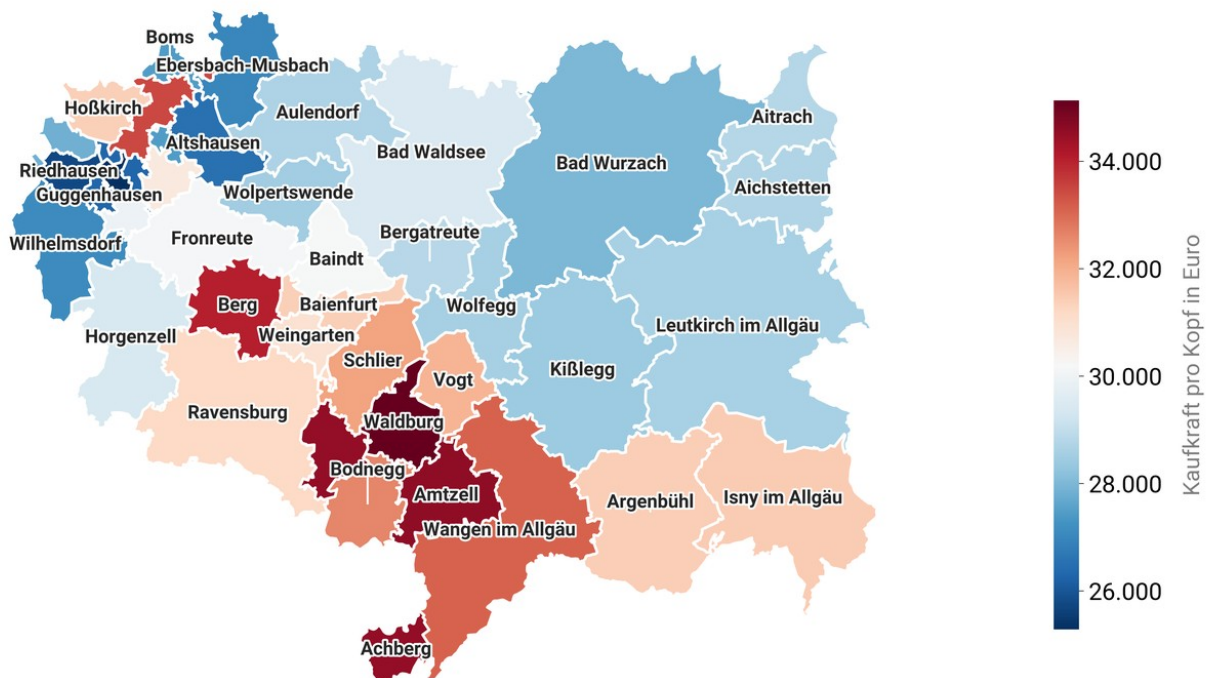 Boms
Ebersbach-Musbach
Hoßkirch
Aulendorf
Aitrach
Altshausen
Bad Waldsee
Bad Wurzach
Riedhausen
Aichstetten
Guggenhausen
Wolpertswende
Wilhelmsdorf
Fronreute
Bergatreute
Baindt
Berg
Baienfurt
Wolfegg
Leutkirch im Allgäu
Horgenzell
Weingarten
Schlier
Kißlegg
Vogt
Ravensburg
Waldburg
Bodnegg
Amtzell
Argenbühl
Isny im Allgäu
Wangen im Allgäu
Achberg
34.000
32.000
30.000
28.000
26.000
Kaufkraft pro Kopf in Euro